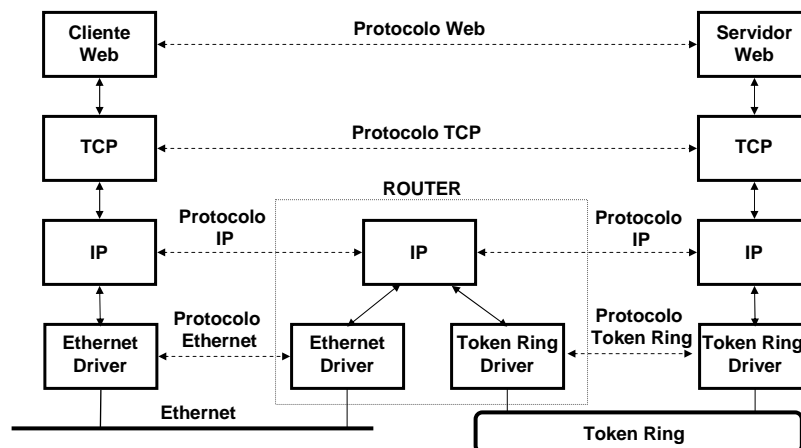 Cliente
Web
Protocolo Web
Servidor
Web
TCP
Protocolo TCP
TCP
ROUTER
Protocolo
IP
Protocolo
IP
IP
IP
IP
Protocolo
Ethernet
Protocolo
Token Ring
Ethernet
Driver
Ethernet
Driver
Token Ring
Driver
Token Ring
Driver
Ethernet
Token Ring